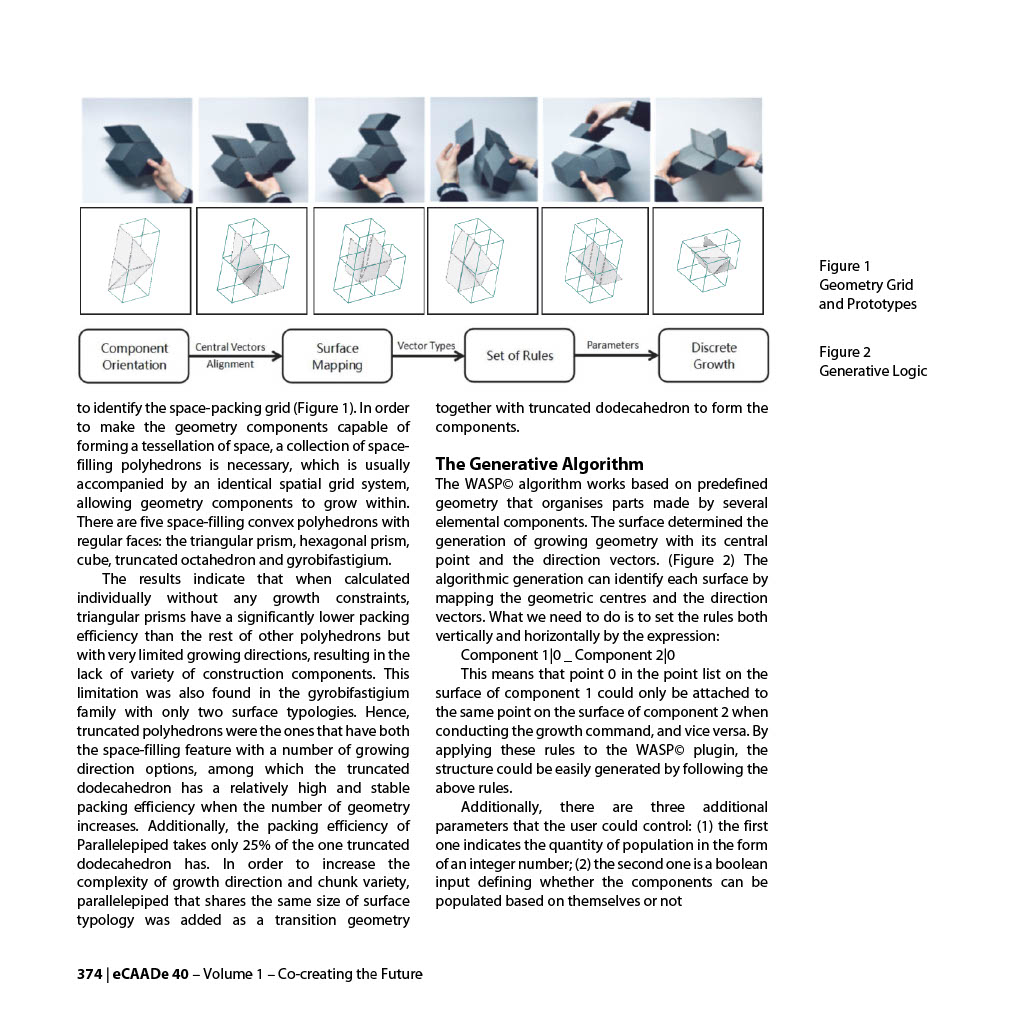 Figure 1
Geometry Grid
and Prototypes
Component
Orientation
Central Vectors
Alignment
Surface
Mapping
Vector Types
Set of Rules
Parameters
Discrete
Growth
Figure 2
Generative Logic
to identify the space-packing grid (Figure 1). In order
to make the geometry components capable of
forming a tessellation of space, a collection of space-
filling polyhedrons is necessary, which is usually
accompanied by an identical spatial grid system,
allowing geometry components to grow within.
There are five space-filling convex polyhedrons with
regular faces: the triangular prism, hexagonal prism,
cube, truncated octahedron and gyrobifastigium.
The results indicate that when calculated
individually without any growth constraints,
triangular prisms have a significantly lower packing
efficiency than the rest of other polyhedrons but
with very limited growing directions, resulting in the
lack of variety of construction components. This
limitation was also found in the gyrobifastigium
family with only two surface typologies. Hence,
truncated polyhedrons were the ones that have both
the space-filling feature with a number of growing
direction options, among which the truncated
dodecahedron has a relatively high and stable
packing efficiency when the number of geometry
increases. Additionally, the packing efficiency of
Parallelepiped takes only 25% of the one truncated
dodecahedron has. In order to increase the
complexity of growth direction and chunk variety,
parallelepiped that shares the same size of surface
typology was added as a transition geometry
together with truncated dodecahedron to form the
components.
The Generative Algorithm
The WASP© algorithm works based on predefined
geometry that organises parts made by several
elemental components. The surface determined the
generation of growing geometry with its central
point and the direction vectors. (Figure 2) The
algorithmic generation can identify each surface by
mapping the geometric centres and the direction
vectors. What we need to do is to set the rules both
vertically and horizontally by the expression:
Component 1|0 _ Component 2|0
This means that point 0 in the point list on the
surface of component 1 could only be attached to
the same point on the surface of component 2 when
conducting the growth command, and vice versa. By
applying these rules to the WASP© plugin, the
structure could be easily generated by following the
above rules.
Additionally, there are three additional
parameters that the user could control: (1) the first
one indicates the quantity of population in the form
of an integer number; (2) the second one is a boolean
input defining whether the components can be
populated based on themselves or not
374 | eCAADe 40 – Volume 1 – Co-creating the Future